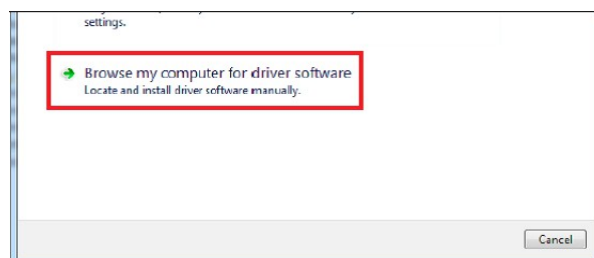 settings.
Browse my computer for driver software
Locate and install driver software manually.
Cancel